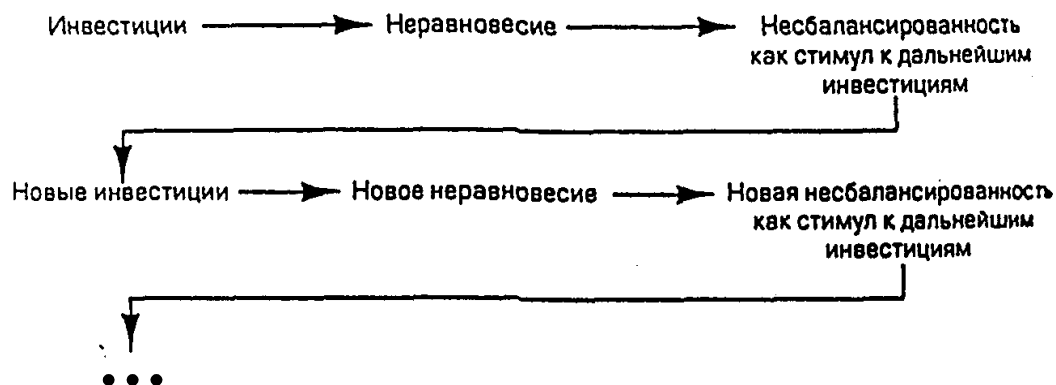 Инвестиции Неравновесие Несбалансированность
как стимул к дальнейшим
инвестициям
Новые инвестиции Новое неравновесие Новая несбалансированность
как стимул к дальнейшим
инвестициям
• • •